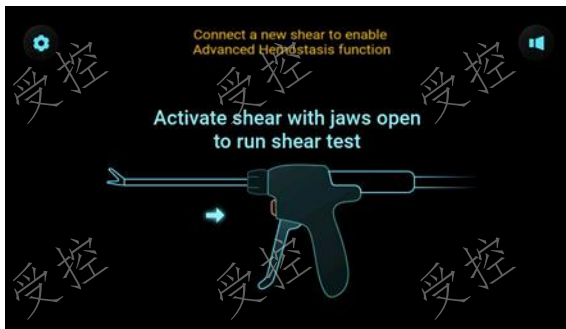 Connect a new shear to enable
Advanced Hemostasis function
Activate shear with jaws open
to run shear test
受控
受控
受控
受控
受控
受控